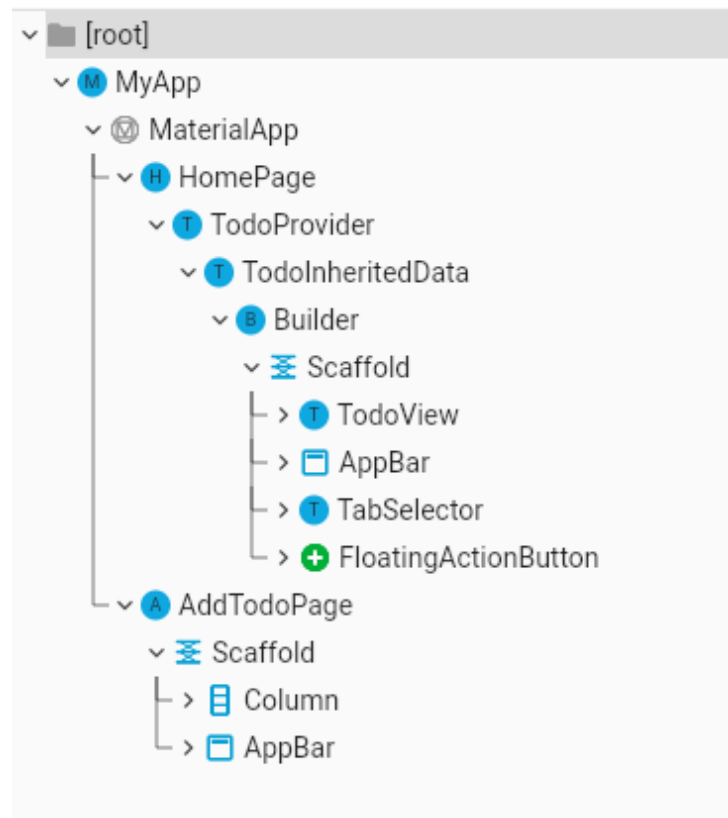 [root]
M MyApp
MaterialApp
H HomePage
T TodoProvider
T TodoInheritedData
B Builder
Scaffold
T TodoView
AppBar
T TabSelector
FloatingActionButton
A AddTodoPage
Scaffold
Column
AppBar